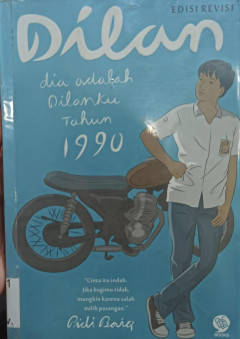 EDISI REVISI
Dilan
dia adalah
Dilanku
Tahun
1990
"Cinta itu indah.
Jika bagimu tidak,
mungkin karena salah
milih pasangan."
Pidi Baiq